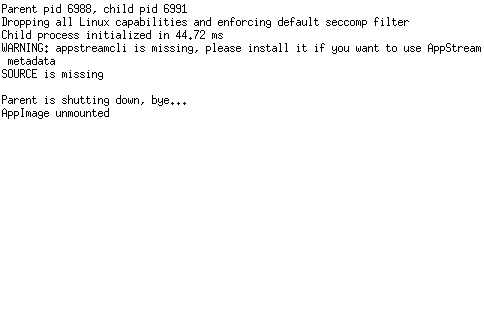 Parent pid 6988, child pid 6991
Dropping all Linux capabilities and enforcing default seccomp filter
Child process initialized in 44.72 ms
WARNING: appstreamcli is missing, please install it if you want to use AppStream
metadata
SOURCE is missing
Parent is shutting down, bye...
AppImage unmounted